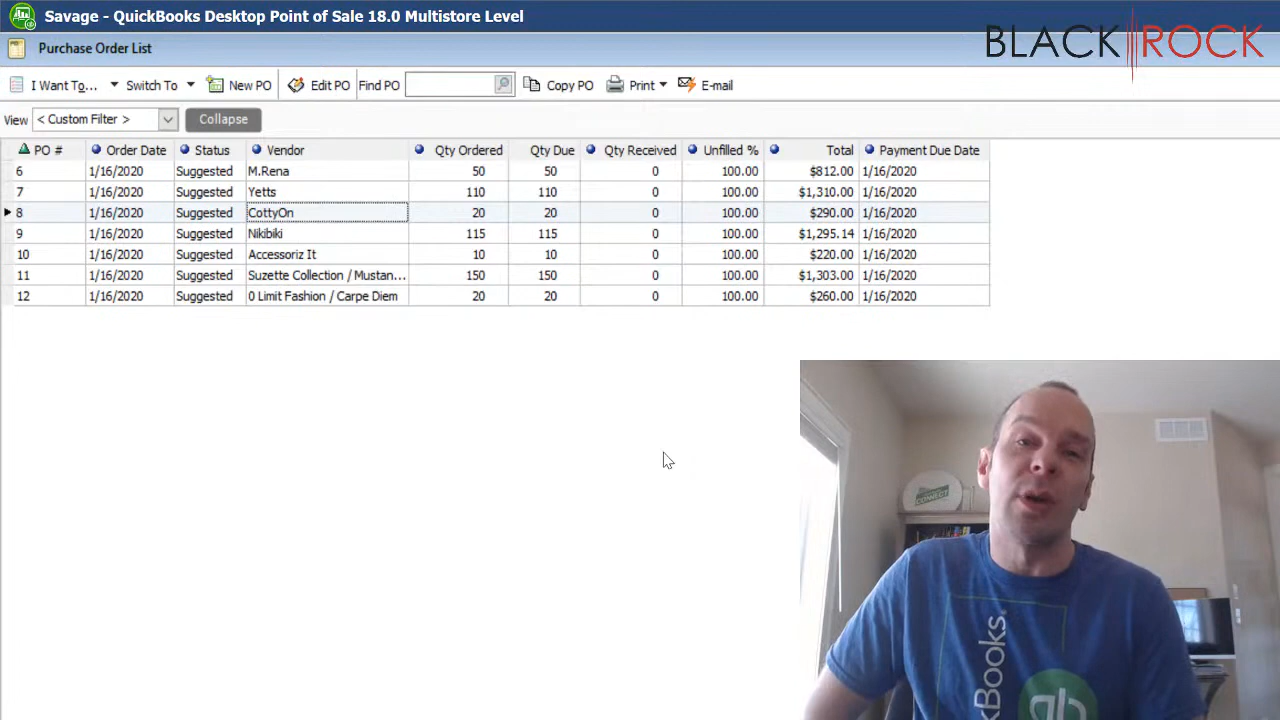 Savage - QuickBooks Desktop Point of Sale 18.0 Multistore Level
BLACK ROCK
Purchase Order List
I Want To... Switch To New PO Edit PO Find PO Copy PO Print E-mail
View < Custom Filter > Collapse
PO # Order Date Status Vendor Qty Ordered Qty Due Qty Received Unfilled % Total Payment Due Date
6 1/16/2020 Suggested M.Rena 50 50 0 100.00 $812.00 1/16/2020
7 1/16/2020 Suggested Yetts 110 110 0 100.00 $1,310.00 1/16/2020
8 1/16/2020 Suggested CottyOn 20 20 0 100.00 $290.00 1/16/2020
9 1/16/2020 Suggested Nikibiki 115 115 0 100.00 $1,295.14 1/16/2020
10 1/16/2020 Suggested Accessoriz It 10 10 0 100.00 $220.00 1/16/2020
11 1/16/2020 Suggested Suzette Collection / Mustan... 150 150 0 100.00 $1,303.00 1/16/2020
12 1/16/2020 Suggested 0 Limit Fashion / Carpe Diem 20 20 0 100.00 $260.00 1/16/2020
CONNECT
Books.